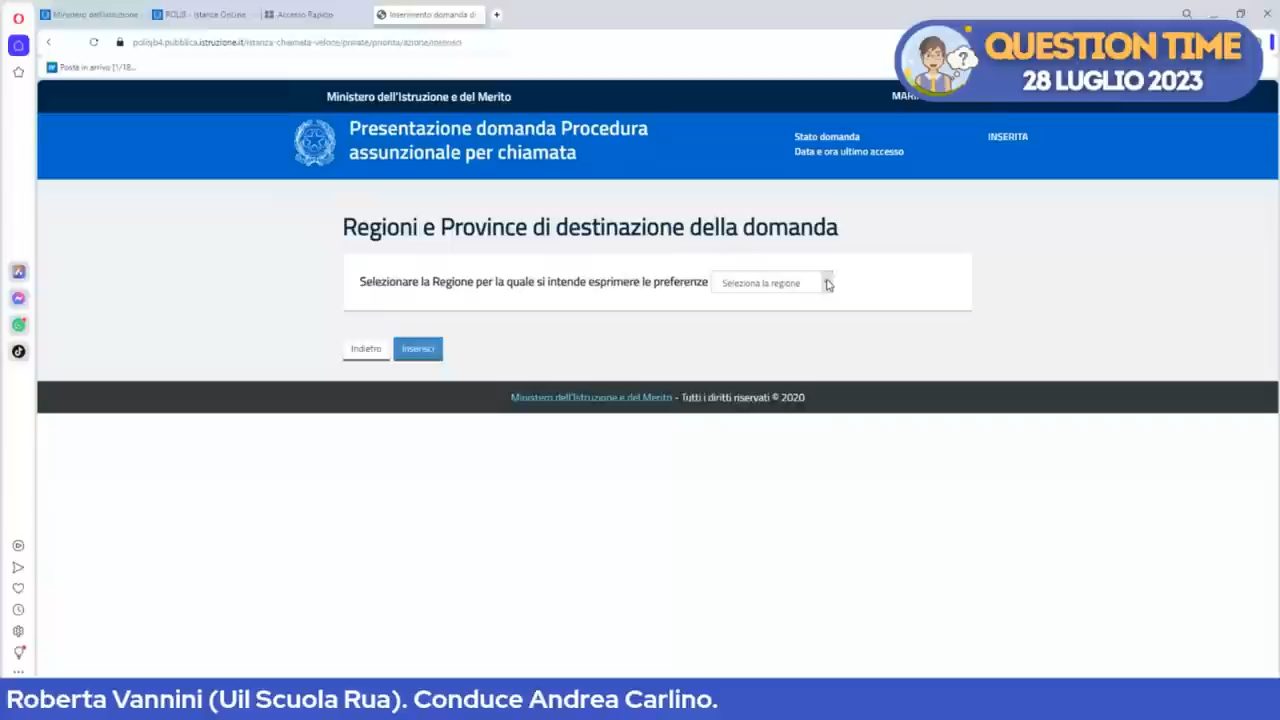 Ministero dell'Istruzione
POLIS - Istanze Online
Accesso Rapido
Inserimento domanda di
polisjb4.pubblica.istruzione.it/istanza-chiamata-veloce/private/priorita/azione/inserisci
Posta in arrivo (1/18...
QUESTION TIME
28 LUGLIO 2023
Ministero dell'Istruzione e del Merito
Presentazione domanda Procedura
assunzionale per chiamata
Stato domanda
INSERITA
Data e ora ultimo accesso
Regioni e Province di destinazione della domanda
Selezionare la Regione per la quale si intende esprimere le preferenze
Seleziona la regione
Indietro
Inserisci
Ministero dell'Istruzione e del Merito - Tutti i diritti riservati © 2020
Roberta Vannini (Uil Scuola Rua). Conduce Andrea Carlino.